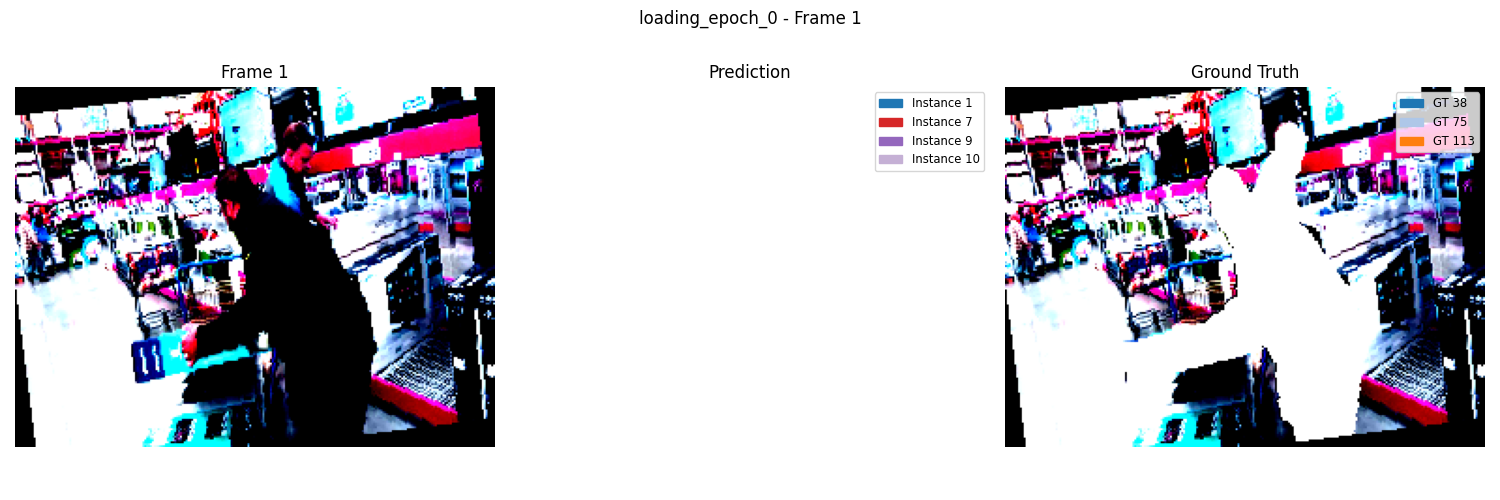 loading_epoch_0 - Frame 1
Frame 1
Prediction
Instance 1
Instance 7
Instance 9
Instance 10
Ground Truth
GT 38
GT 75
GT 113